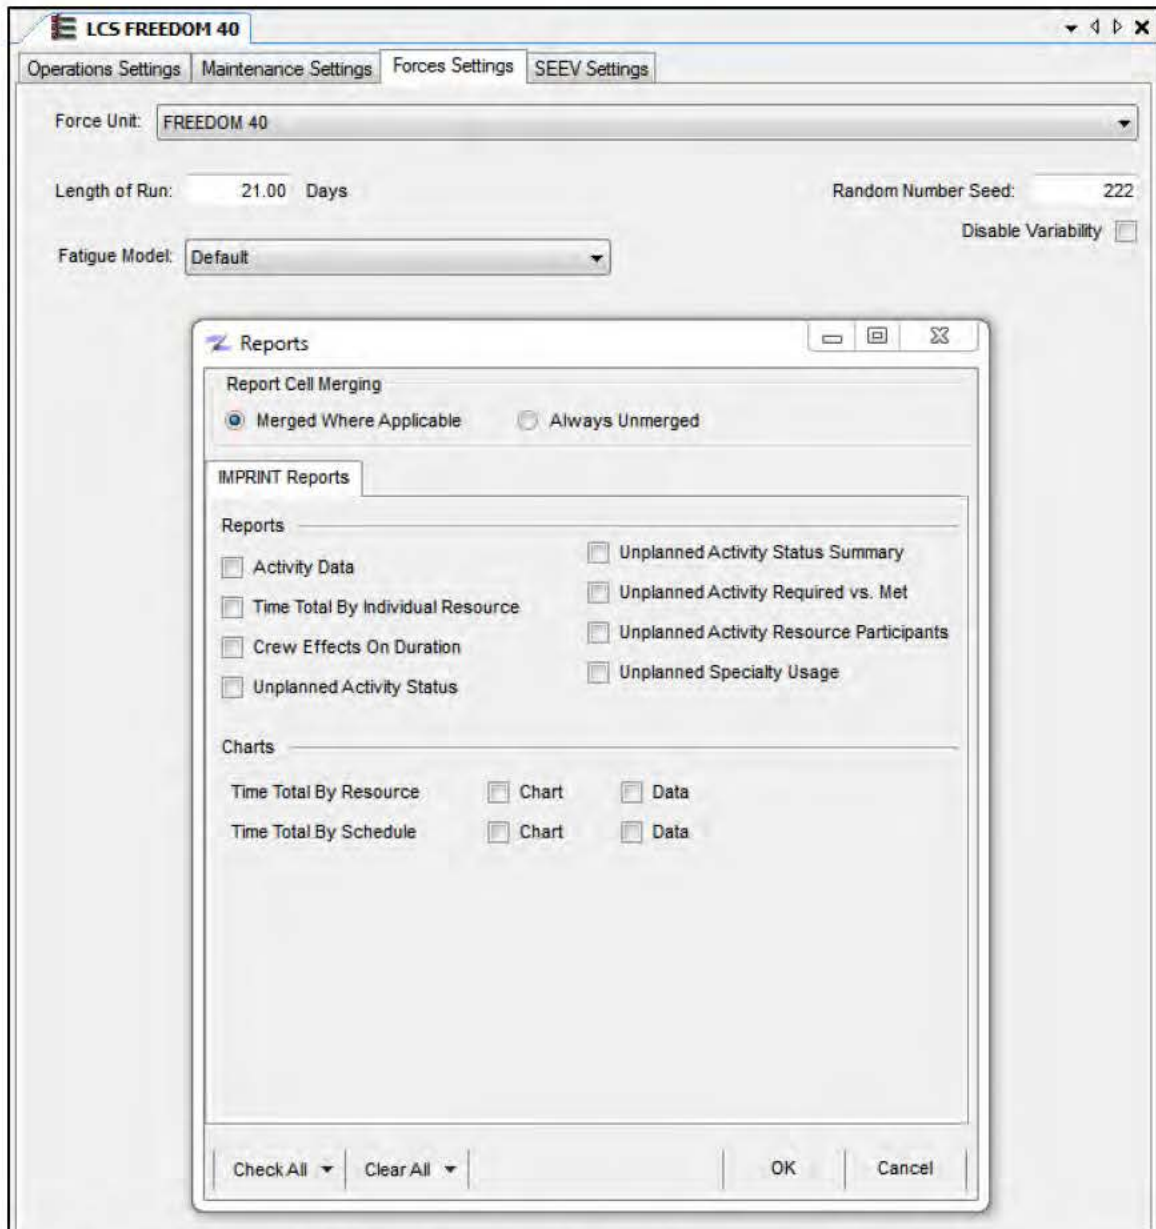 LCS FREEDOM 40
Operations Settings Maintenance Settings Forces Settings SEEV Settings
Force Unit: FREEDOM 40
Length of Run: 21.00 Days Random Number Seed: 222
Disable Variability
Fatigue Model: Default
Reports
Report Cell Merging
Merged Where Applicable Always Unmerged
IMPRINT Reports
Reports
Activity Data
Time Total By Individual Resource
Crew Effects On Duration
Unplanned Activity Status
Unplanned Activity Status Summary
Unplanned Activity Required vs. Met
Unplanned Activity Resource Participants
Unplanned Specialty Usage
Charts
Time Total By Resource Chart Data
Time Total By Schedule Chart Data
Check All Clear All OK Cancel